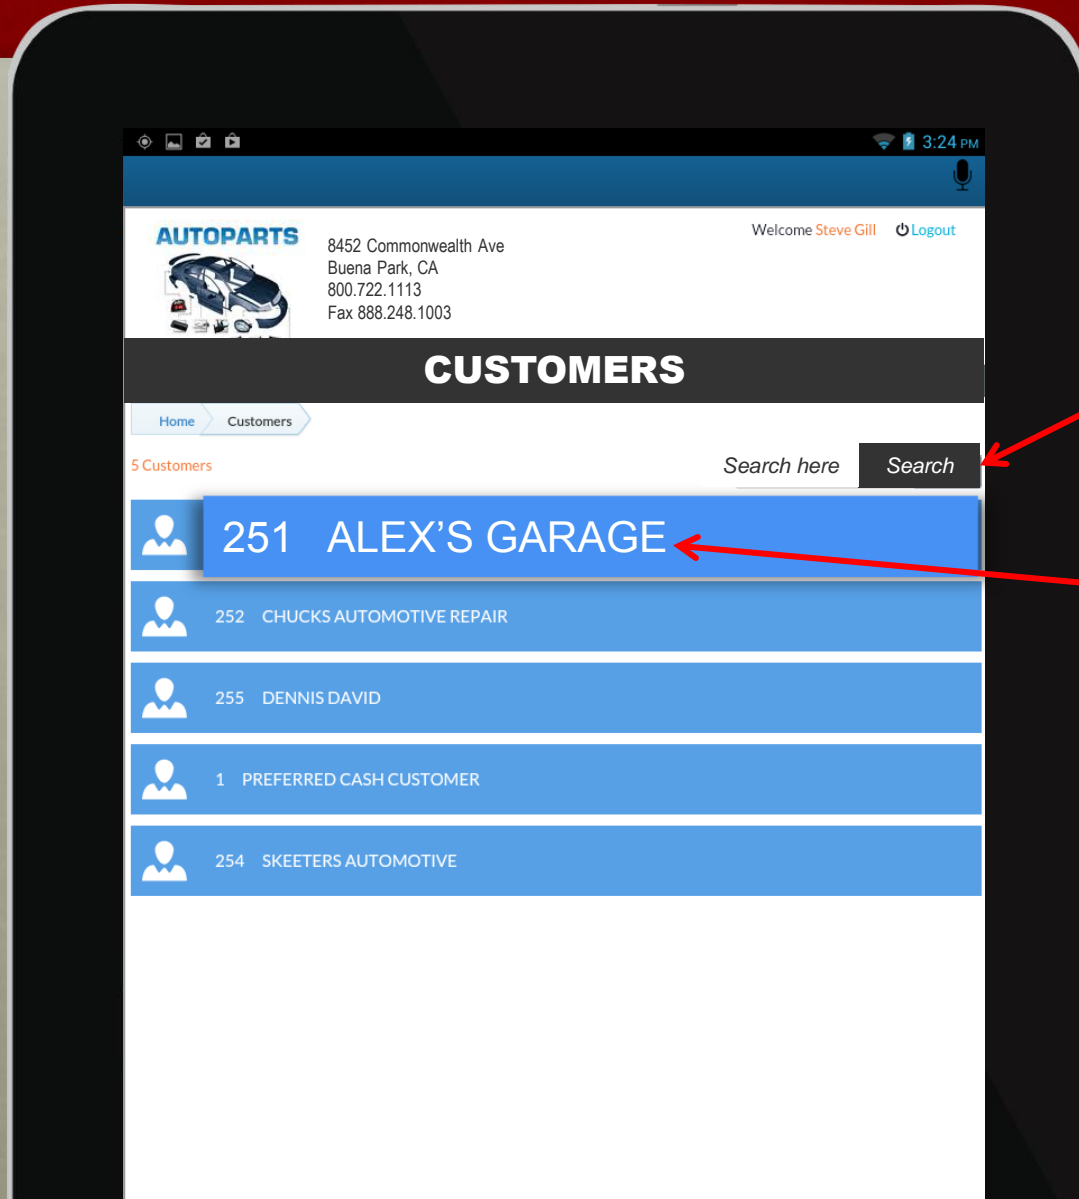 3:24 PM
AUTOPARTS
8452 Commonwealth Ave
Buena Park, CA
800.722.1113
Fax 888.248.1003
Welcome Steve Gill Logout
CUSTOMERS
Home Customers
5 Customers
Search here Search
251 ALEX’S GARAGE
252 CHUCKS AUTOMOTIVE REPAIR
255 DENNIS DAVID
1 PREFERRED CASH CUSTOMER
254 SKEETERS AUTOMOTIVE